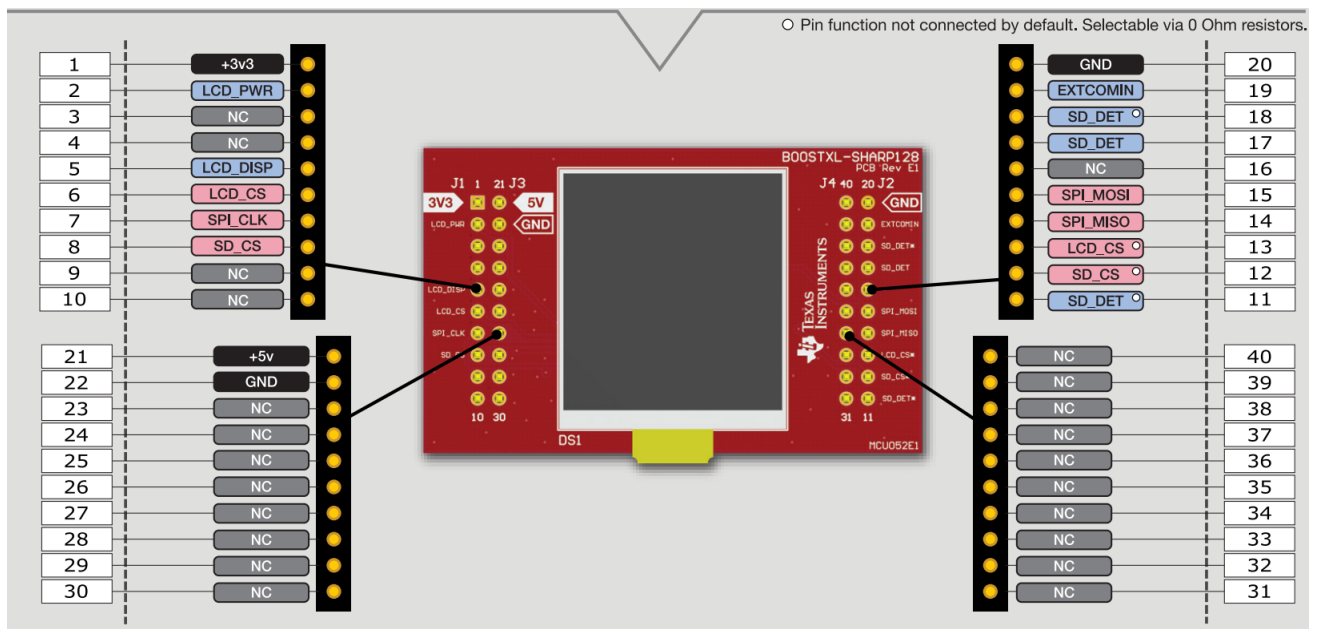 Pin function not connected by default. Selectable via 0 Ohm resistors.
1 +3v3
2 LCD_PWR
3 NC
4 NC
5 LCD_DISP
6 LCD_CS
7 SPI_CLK
8 SD_CS
9 NC
10 NC
21 +5v
22 GND
23 NC
24 NC
25 NC
26 NC
27 NC
28 NC
29 NC
30 NC
BOOSTXL-SHARP128
PCB Rev E1
J1 1 21 J3
3V3 5V
LCD_PWR GND
LCD_DISP
LCD_CS
SPI_CLK
10 30
DS1
TEXAS
INSTRUMENTS
J4 40 20 J2
GND
EXTCOMIN
SD_DET*
SD_DET
SPI_MOSI
SPI_MISO
LCD_CS*
SD_CS*
SD_DET*
31 11
MCU052E1
GND 20
EXTCOMIN 19
SD_DET 18
SD_DET 17
NC 16
SPI_MOSI 15
SPI_MISO 14
LCD_CS 13
SD_CS 12
SD_DET 11
NC 40
NC 39
NC 38
NC 37
NC 36
NC 35
NC 34
NC 33
NC 32
NC 31